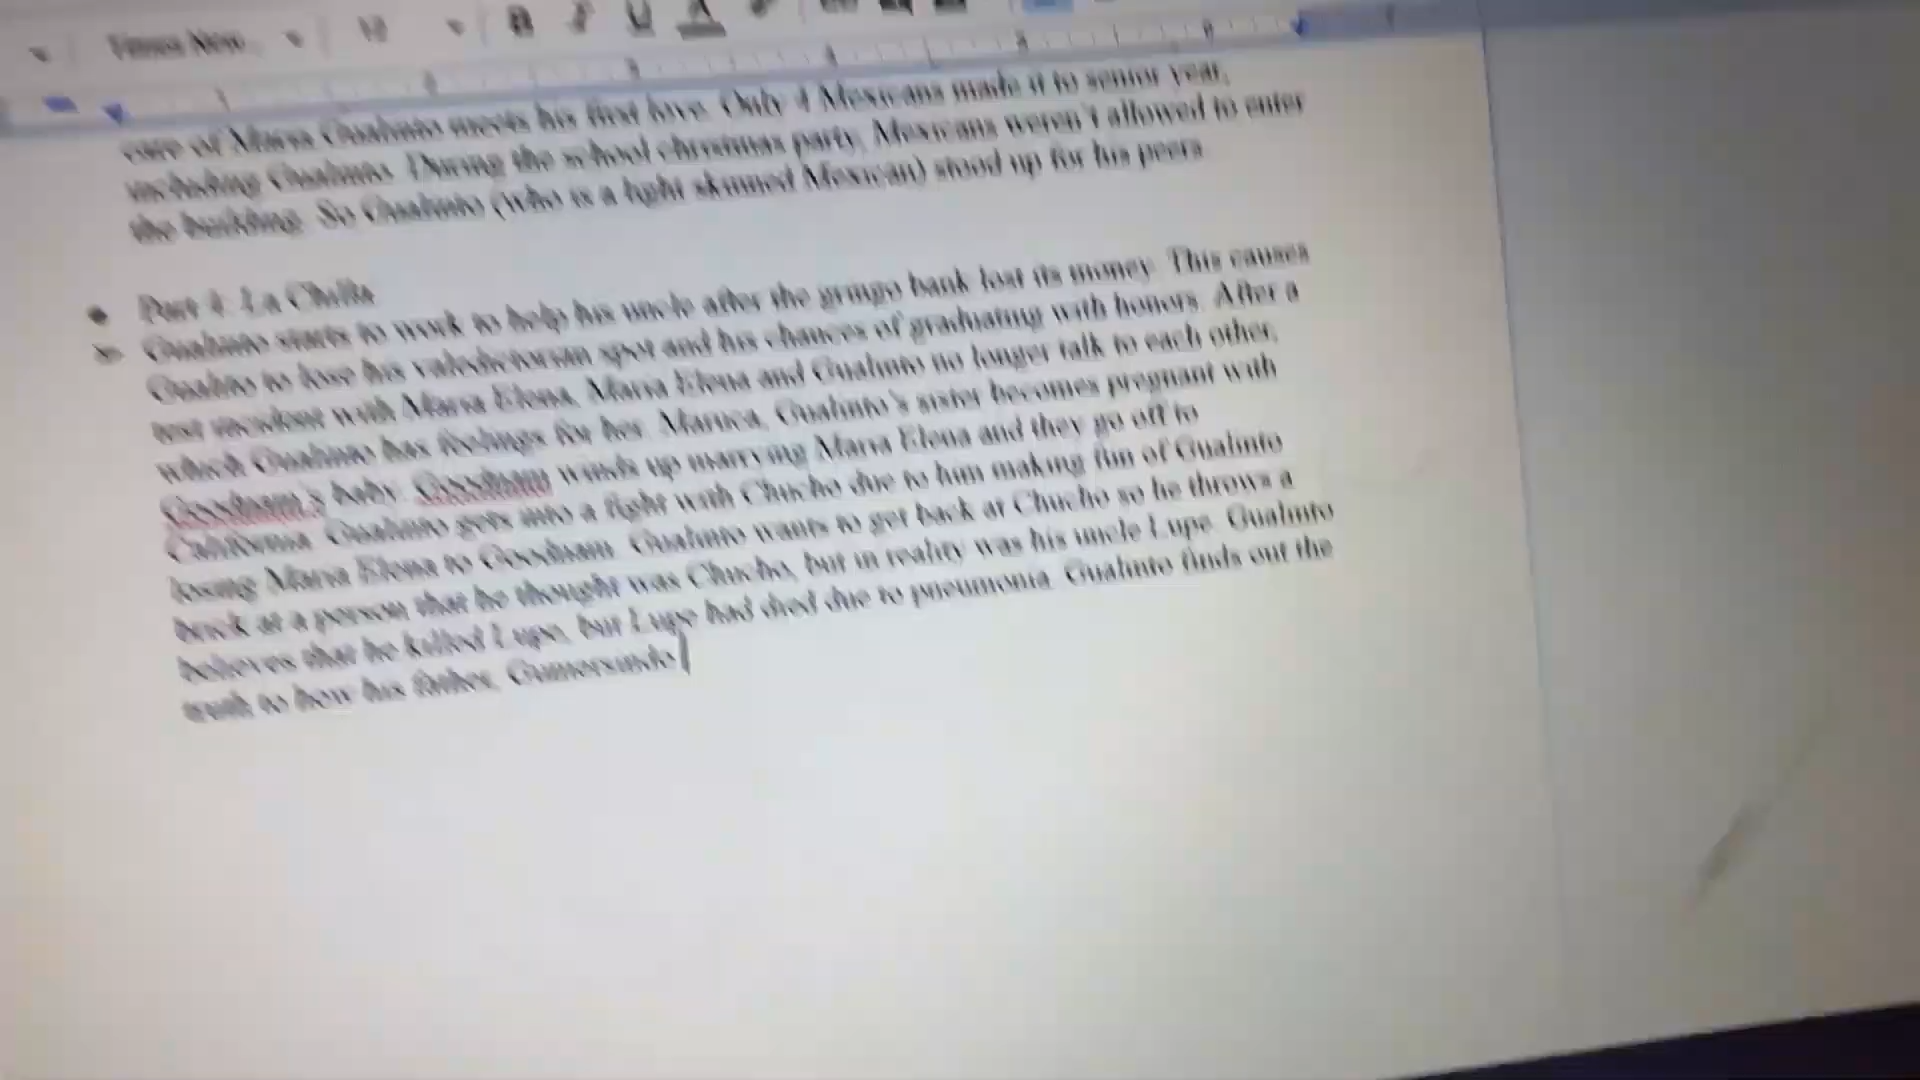 Times New... 12 B I U A
care of Maria Gualinto meets his first love. Only 4 Mexicans made it to senior year,
including Gualinto. During the school christmas party, Mexicans weren't allowed to enter
the building. So Gualinto (who is a light skinned Mexican) stood up for his peers.
Part 4: La Chilla
Gualinto starts to work to help his uncle after the gringo bank lost its money. This causes
Gualinto to lose his valedictorian spot and his chances of graduating with honors. After a
test incident with Maria Elena, Maria Elena and Gualinto no longer talk to each other,
which Gualinto has feelings for her. Maruca, Gualinto's sister becomes pregnant with
baby. winds up marrying Maria Elena and they go off to
California. Gualinto gets into a fight with Chucho due to him making fun of Gualinto
losing Maria Elena to Gualinto wants to get back at Chucho so he throws a
brick at a person that he thought was Chucho, but in reality was his uncle Lupe. Gualinto
believes that he killed Lupe, but Lupe had died due to pneumonia. Gualinto finds out the
truth to how his father, Gumersindo